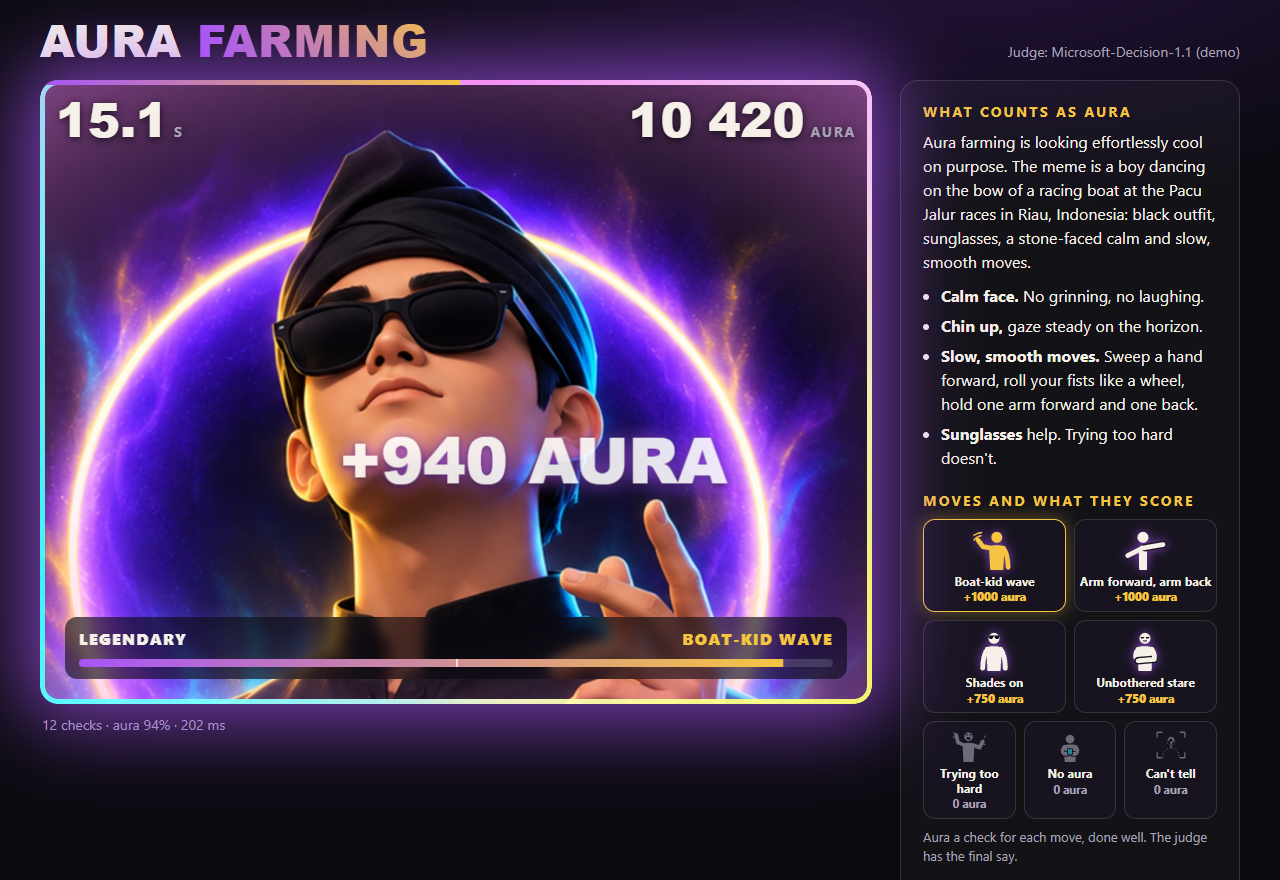 AURA FARMING
Judge: Microsoft-Decision-1.1 (demo)
15.1 S
10 420 AURA
+940 AURA
LEGENDARY
BOAT-KID WAVE
12 checks · aura 94% · 202 ms
WHAT COUNTS AS AURA
Aura farming is looking effortlessly cool
on purpose. The meme is a boy dancing
on the bow of a racing boat at the Pacu
Jalur races in Riau, Indonesia: black outfit,
sunglasses, a stone-faced calm and slow,
smooth moves.
• Calm face. No grinning, no laughing.
• Chin up, gaze steady on the horizon.
• Slow, smooth moves. Sweep a hand
forward, roll your fists like a wheel,
hold one arm forward and one back.
• Sunglasses help. Trying too hard
doesn't.
MOVES AND WHAT THEY SCORE
Boat-kid wave
+1000 aura
Arm forward, arm back
+1000 aura
Shades on
+750 aura
Unbothered stare
+750 aura
Trying too
hard
0 aura
No aura
0 aura
?
Can't tell
0 aura
Aura a check for each move, done well. The judge
has the final say.